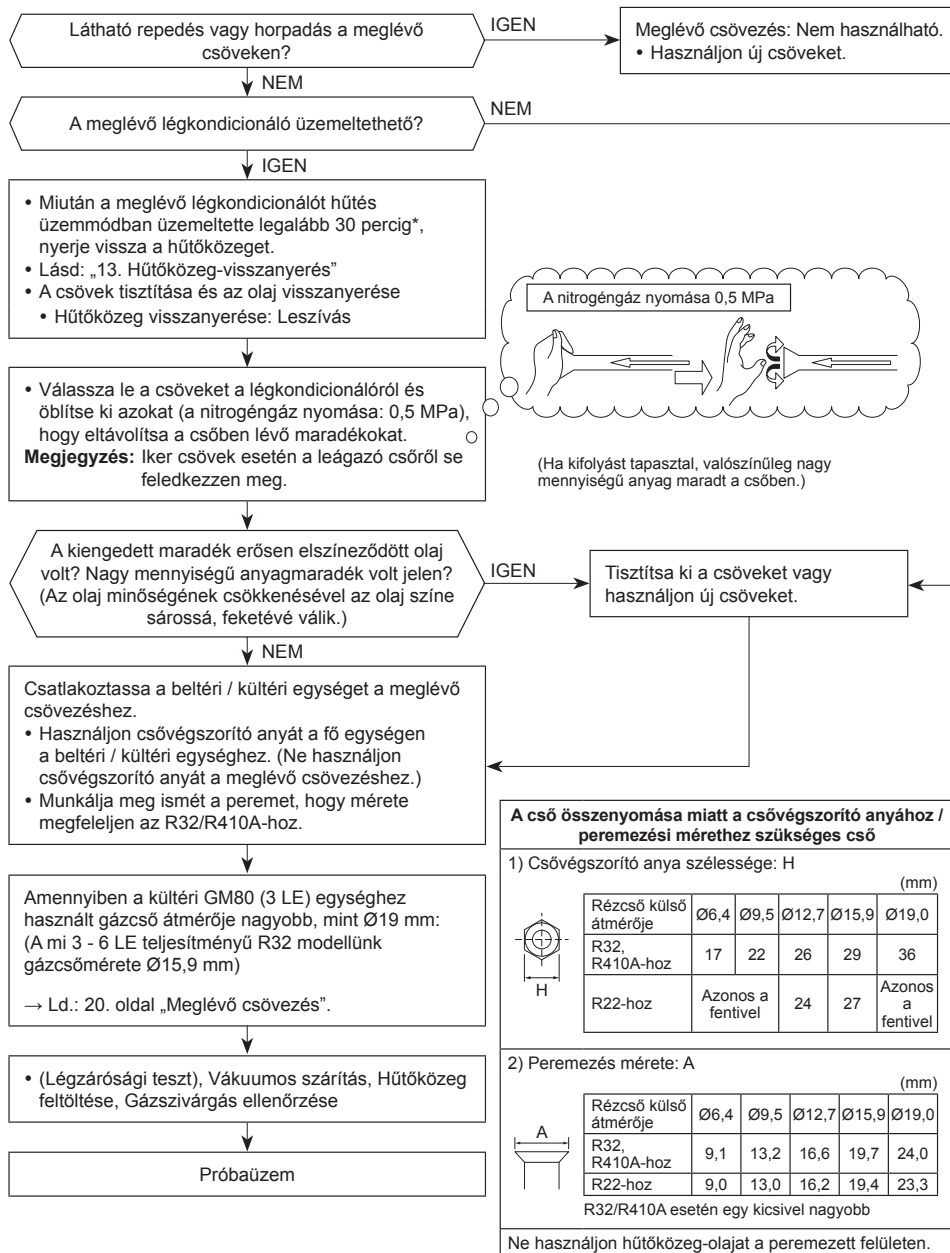 Látható repedés vagy horpadás a meglévő
csöveken?
IGEN
Meglévő csövezés: Nem használható.
• Használjon új csöveket.
NEM
A meglévő légkondicionáló üzemeltethető?
NEM
IGEN
• Miután a meglévő légkondicionálót hűtés
üzemmódban üzemeltette legalább 30 percig*,
nyerje vissza a hűtőközeget.
• Lásd: „13. Hűtőközeg-visszanyerés”
• A csövek tisztítása és az olaj visszanyerése
• Hűtőközeg visszanyerése: Leszívás
A nitrogéngáz nyomása 0,5 MPa
• Válassza le a csöveket a légkondicionálóról és
öblítse ki azokat (a nitrogéngáz nyomása: 0,5 MPa),
hogy eltávolítsa a csőben lévő maradékokat.
Megjegyzés: Iker csövek esetén a leágazó csőről se
feledkezzen meg.
(Ha kifolyást tapasztal, valószínűleg nagy
mennyiségű anyag maradt a csőben.)
A kiengedett maradék erősen elszíneződött olaj
volt? Nagy mennyiségű anyagmaradék volt jelen?
(Az olaj minőségének csökkenésével az olaj színe
sárossá, feketévé válik.)
IGEN
Tisztítsa ki a csöveket vagy
használjon új csöveket.
NEM
Csatlakoztassa a beltéri / kültéri egységet a meglévő
csövezéshez.
• Használjon csővégszorító anyát a fő egységen
a beltéri / kültéri egységhez. (Ne használjon
csővégszorító anyát a meglévő csövezéshez.)
• Munkálja meg ismét a peremet, hogy mérete
megfeleljen az R32/R410A-hoz.
Amennyiben a kültéri GM80 (3 LE) egységhez
használt gázcső átmérője nagyobb, mint Ø19 mm:
(A mi 3 - 6 LE teljesítményű R32 modellünk
gázcsőmérete Ø15,9 mm)
→ Ld.: 20. oldal „Meglévő csövezés”.
• (Légzárósági teszt), Vákuumos szárítás, Hűtőközeg
feltöltése, Gázszivárgás ellenőrzése
Próbaüzem
A cső összenyomása miatt a csővégszorító anyához /
peremezési mérethez szükséges cső
1) Csővégszorító anya szélessége: H
(mm)
H
Rézcső külső
átmérője Ø6,4 Ø9,5 Ø12,7 Ø15,9 Ø19,0
R32,
R410A-hoz 17 22 26 29 36
R22-hoz Azonos a
fentivel 24 27 Azonos
a
fentivel
2) Peremezés mérete: A
(mm)
A
Rézcső külső
átmérője Ø6,4 Ø9,5 Ø12,7 Ø15,9 Ø19,0
R32,
R410A-hoz 9,1 13,2 16,6 19,7 24,0
R22-hoz 9,0 13,0 16,2 19,4 23,3
R32/R410A esetén egy kicsivel nagyobb
Ne használjon hűtőközeg-olajat a peremezett felületen.